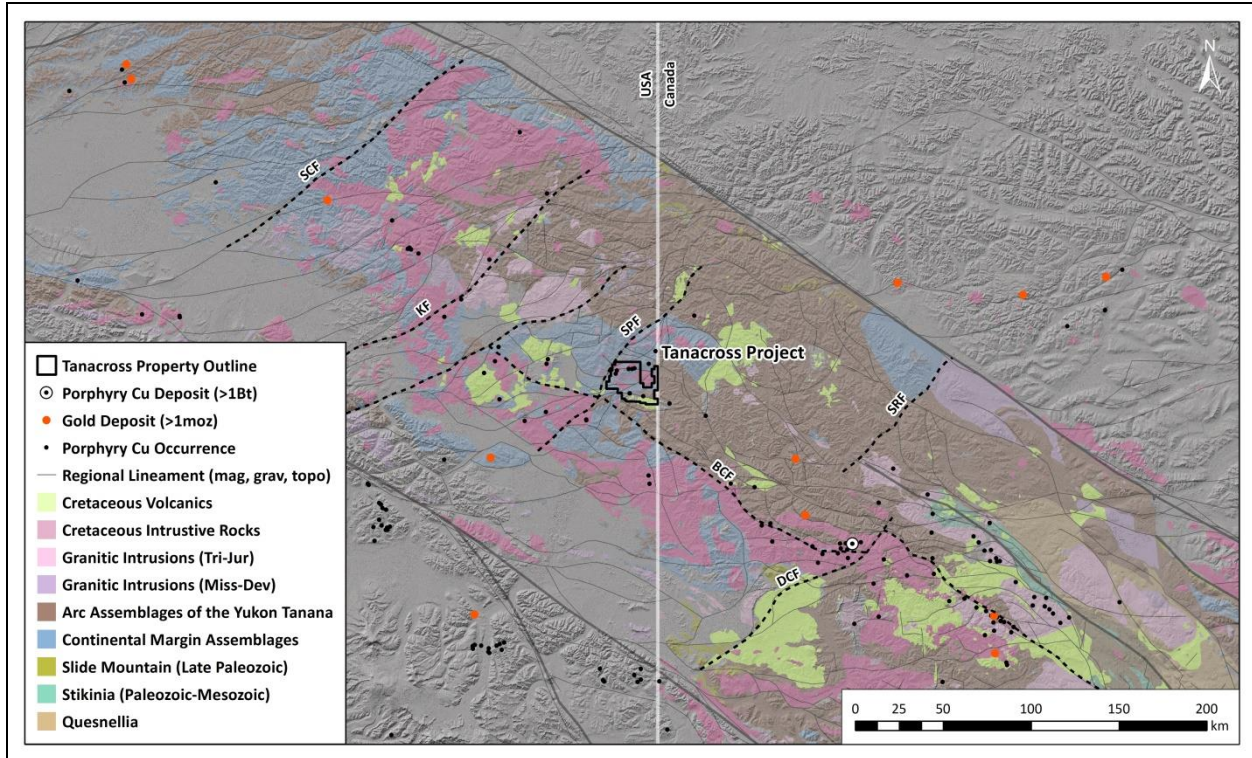 N
USA
Canada
SCF
KF
SPF
Tanacross Project
SRF
BCF
DCF
Tanacross Property Outline
Porphyry Cu Deposit (>1Bt)
Gold Deposit (>1moz)
Porphyry Cu Occurrence
Regional Lineament (mag, grav, topo)
Cretaceous Volcanics
Cretaceous Intrustive Rocks
Granitic Intrusions (Tri-Jur)
Granitic Intrusions (Miss-Dev)
Arc Assemblages of the Yukon Tanana
Continental Margin Assemblages
Slide Mountain (Late Paleozoic)
Stikinia (Paleozoic-Mesozoic)
Quesnellia
0 25 50 100 150 200
km